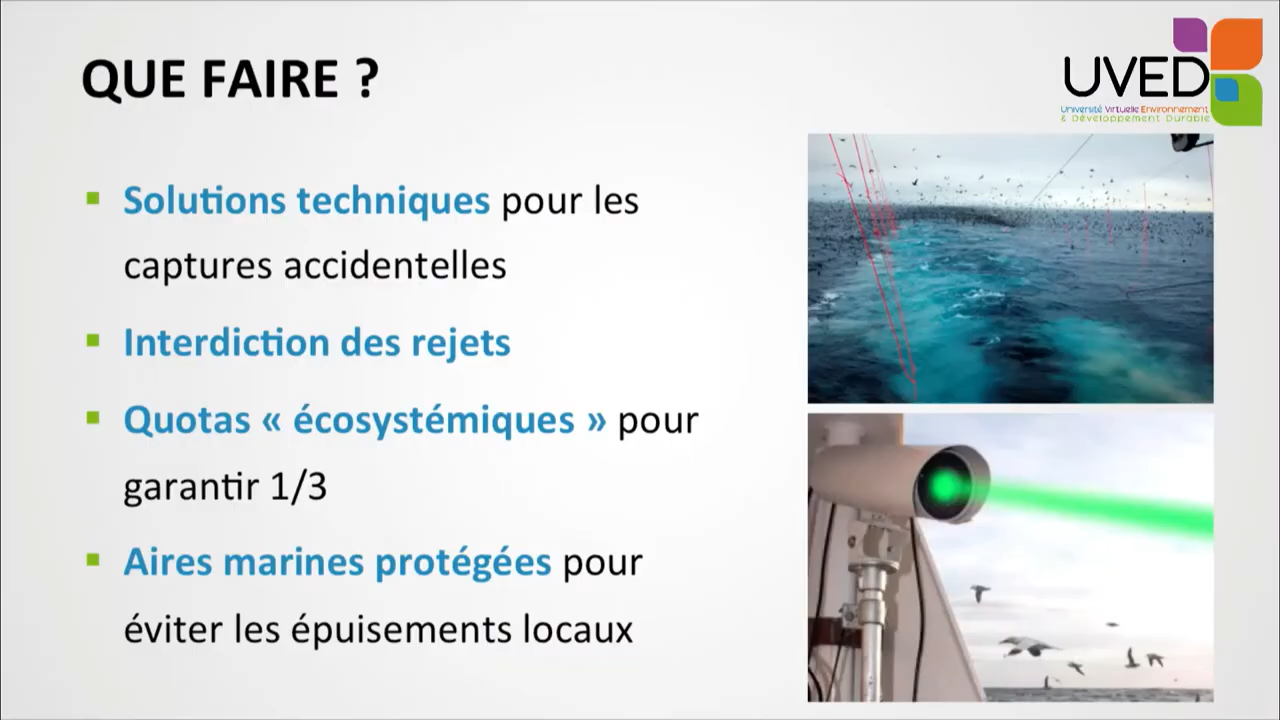 QUE FAIRE ?
UVED
Université Virtuelle Environnement
& Développement Durable
Solutions techniques pour les
captures accidentelles
Interdiction des rejets
Quotas « écosystémiques » pour
garantir 1/3
Aires marines protégées pour
éviter les épuisements locaux